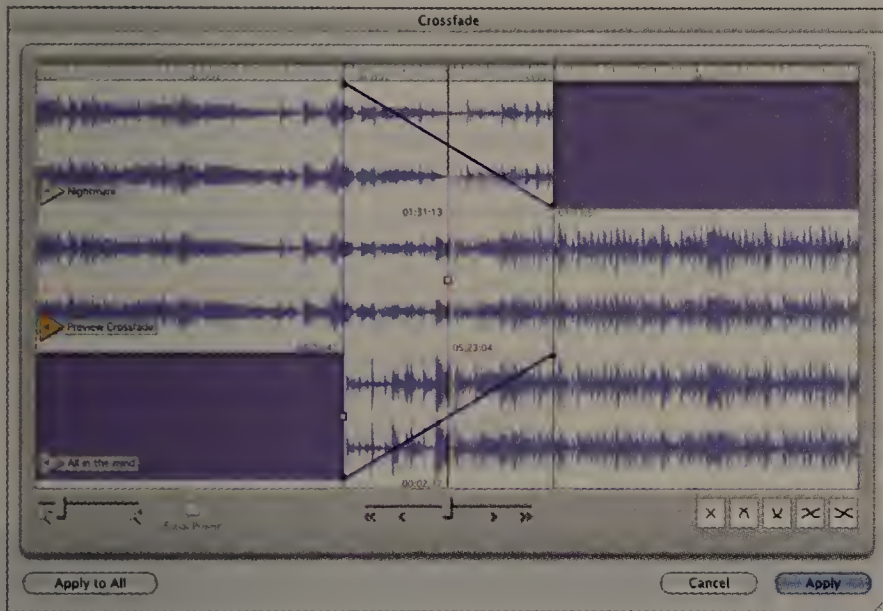 Crossfade
Nightmare
01:31:13
Preview Crossfade
05:23:04
All in the mind
Apply to All
Cancel
Apply